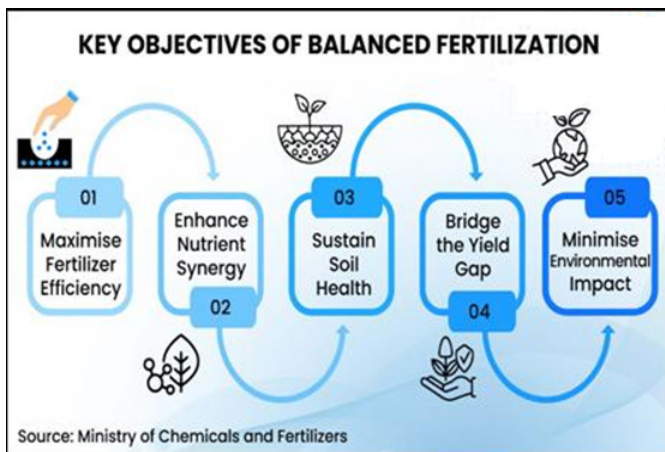 KEY OBJECTIVES OF BALANCED FERTILIZATION
01
Maximise
Fertilizer
Efficiency
Enhance
Nutrient
Synergy
02
03
Sustain
Soil
Health
Bridge
the Yield
Gap
04
05
Minimise
Environmental
Impact
Source: Ministry of Chemicals and Fertilizers